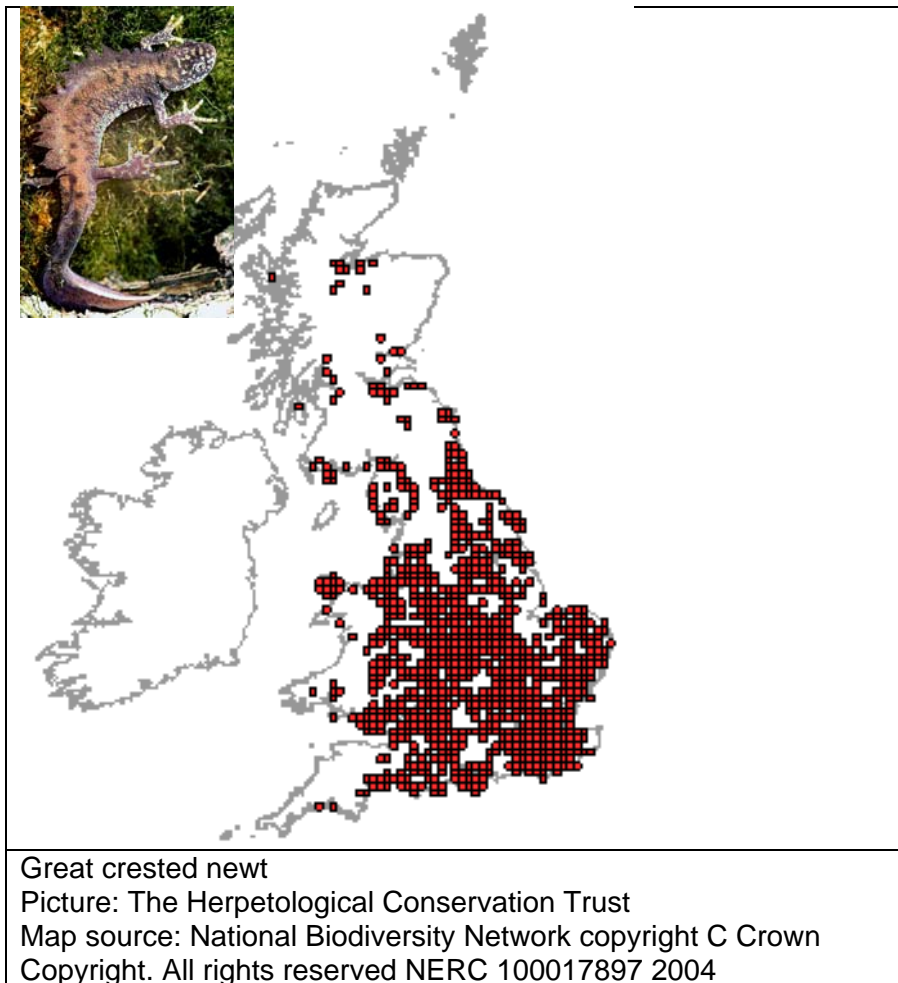 Great crested newt
Picture: The Herpetological Conservation Trust
Map source: National Biodiversity Network copyright C Crown
Copyright. All rights reserved NERC 100017897 2004